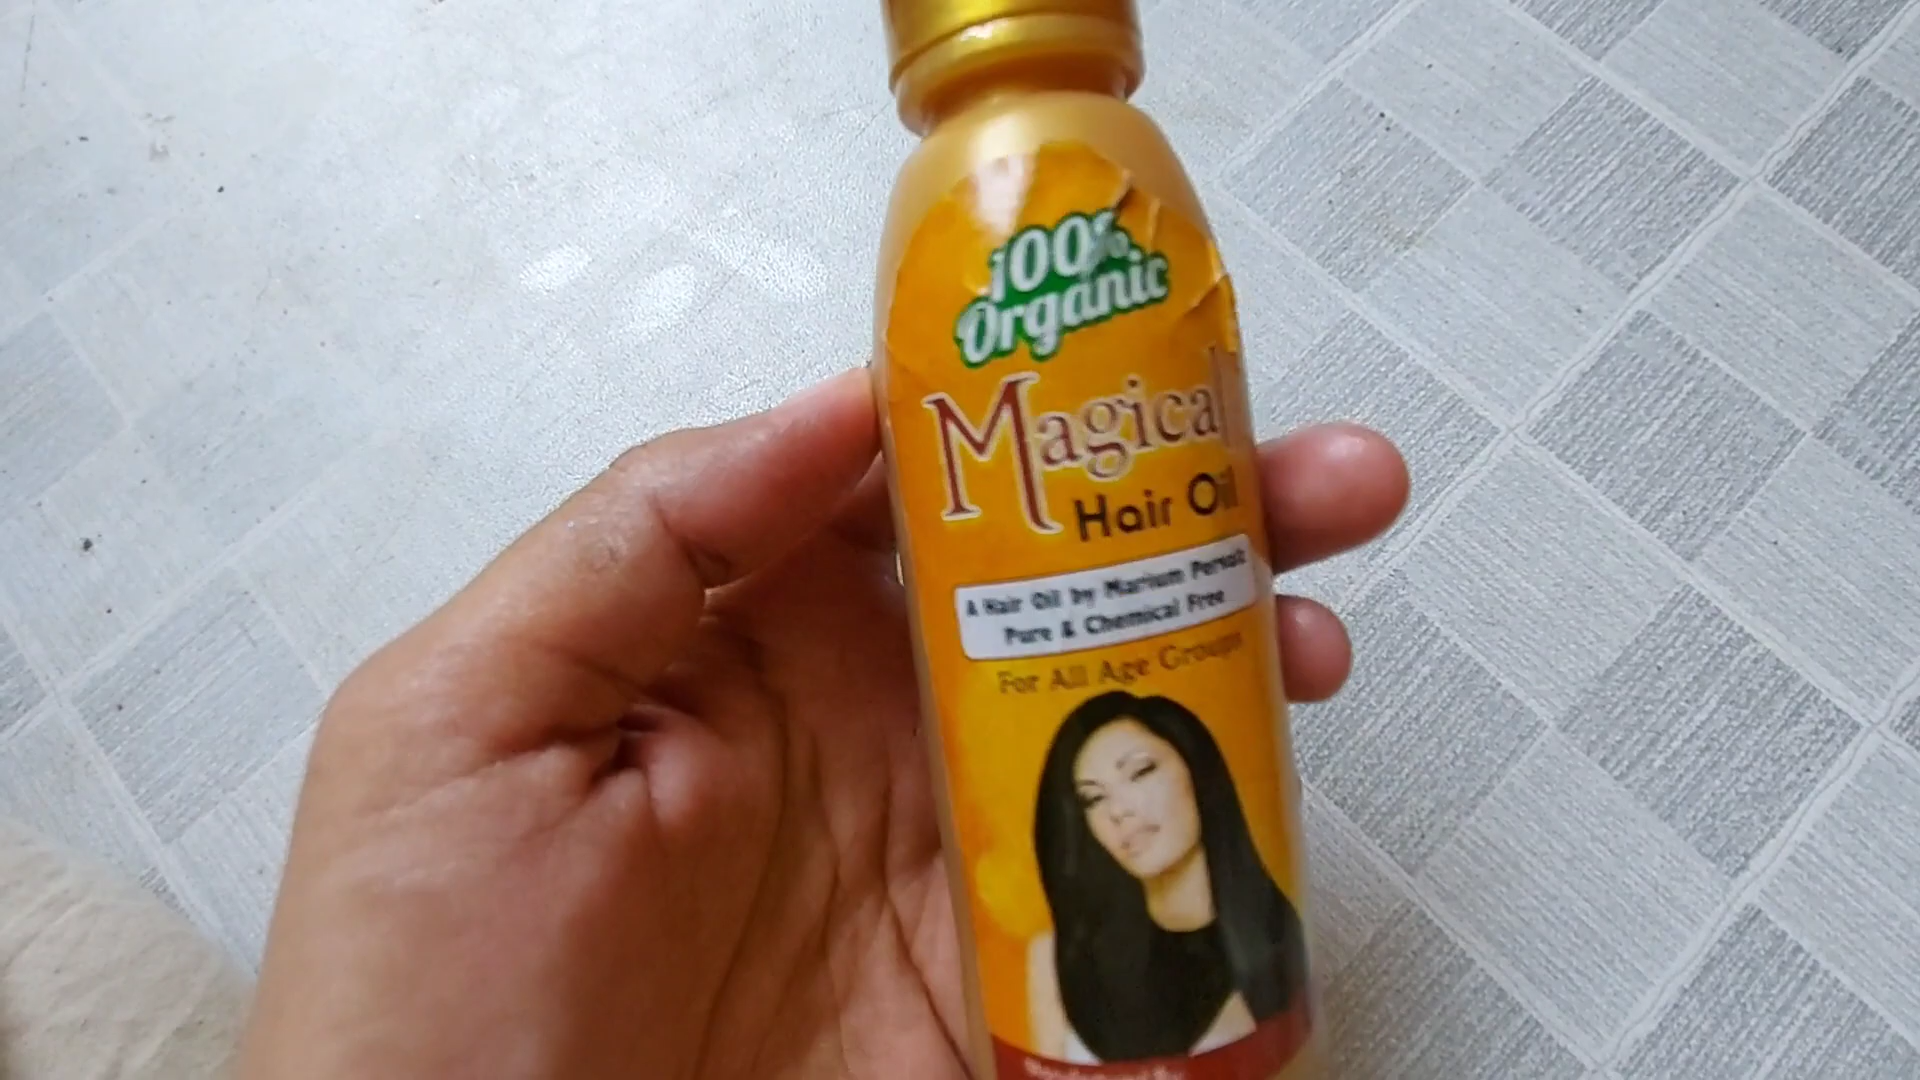 100%
Organic
Magical
Hair Oil
A Hair Oil by Marium Pervaiz
Pure & Chemical Free
For All Age Groups